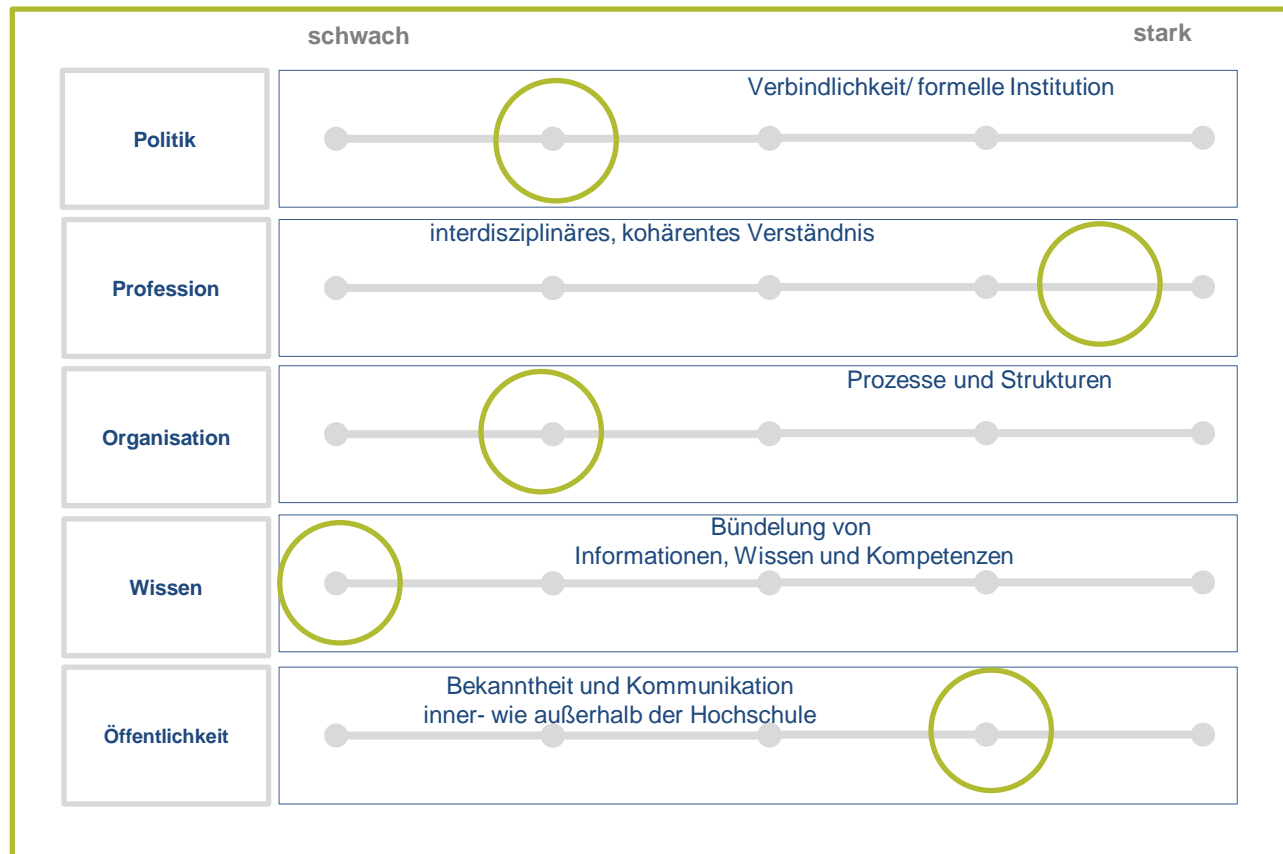 schwach
stark
Politik
Verbindlichkeit/ formelle Institution
Profession
interdisziplinäres, kohärentes Verständnis
Organisation
Prozesse und Strukturen
Wissen
Bündelung von
Informationen, Wissen und Kompetenzen
Öffentlichkeit
Bekanntheit und Kommunikation
inner- wie außerhalb der Hochschule